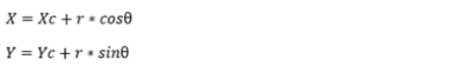 X = Xc + r * cosθ
Y = Yc + r * sinθ